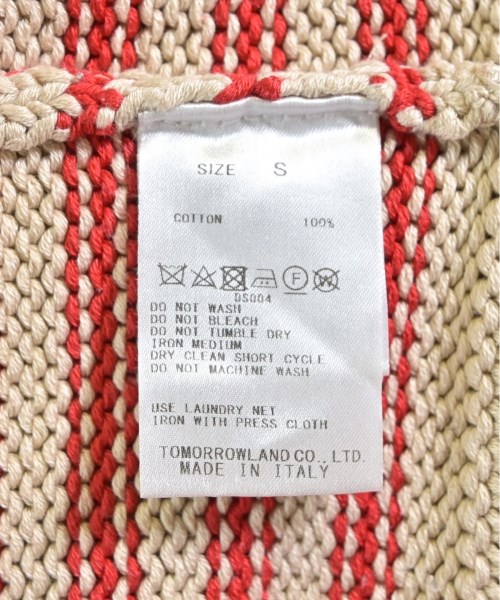 SIZE S
COTTON 100%
F W
DS004
DO NOT WASH
DO NOT BLEACH
DO NOT TUMBLE DRY
IRON MEDIUM
DRY CLEAN SHORT CYCLE
DO NOT MACHINE WASH
USE LAUNDRY NET
IRON WITH PRESS CLOTH
TOMORROWLAND CO., LTD.
MADE IN ITALY